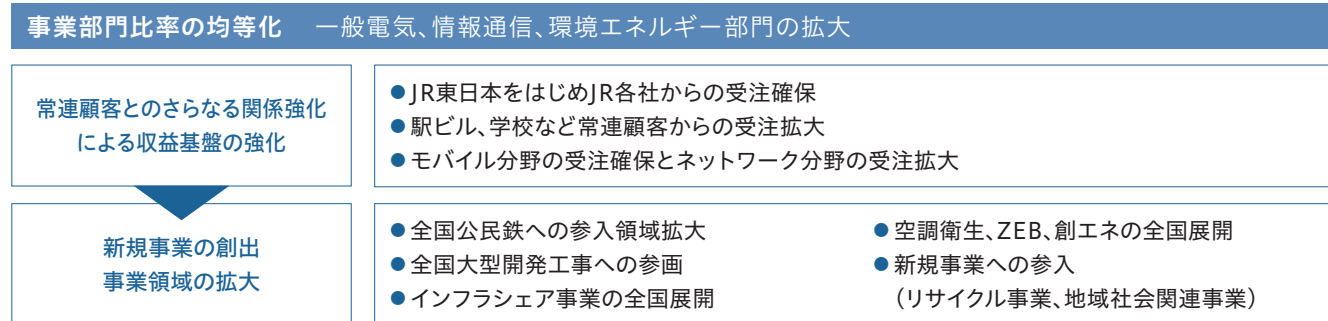 事業部門比率の均等化 一般電気、情報通信、環境エネルギー部門の拡大
常連顧客とのさらなる関係強化
による収益基盤の強化
●JR東日本をはじめJR各社からの受注確保
●駅ビル、学校など常連顧客からの受注拡大
●モバイル分野の受注確保とネットワーク分野の受注拡大
新規事業の創出
事業領域の拡大
●全国公民鉄への参入領域拡大
●全国大型開発工事への参画
●インフラシェア事業の全国展開
●空調衛生、ZEB、創エネの全国展開
●新規事業への参入
(リサイクル事業、地域社会関連事業)